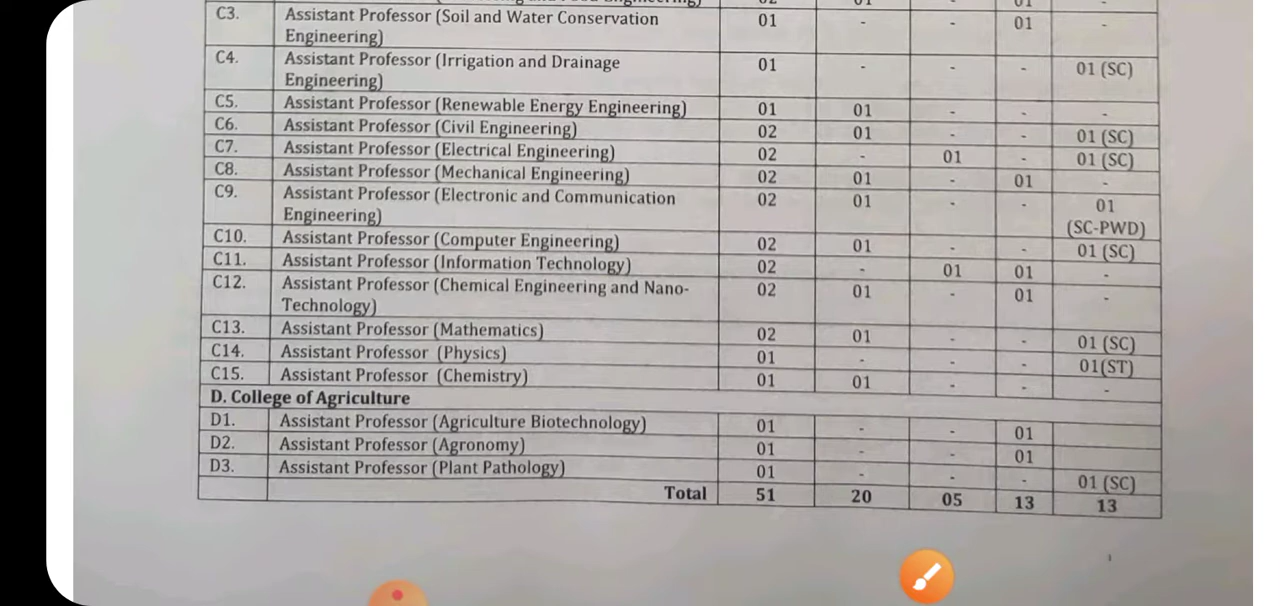 02 01 01 -
C3. Assistant Professor (Soil and Water Conservation 01 - - 01 -
Engineering)
C4. Assistant Professor (Irrigation and Drainage 01 - - - 01 (SC)
Engineering)
C5. Assistant Professor (Renewable Energy Engineering) 01 01 - - -
C6. Assistant Professor (Civil Engineering) 02 01 - - 01 (SC)
C7. Assistant Professor (Electrical Engineering) 02 - 01 - 01 (SC)
C8. Assistant Professor (Mechanical Engineering) 02 01 - 01 -
C9. Assistant Professor (Electronic and Communication 02 01 - - 01
Engineering) (SC-PWD)
C10. Assistant Professor (Computer Engineering) 02 01 - - 01 (SC)
C11. Assistant Professor (Information Technology) 02 - 01 01 -
C12. Assistant Professor (Chemical Engineering and Nano- 02 01 - 01 -
Technology)
C13. Assistant Professor (Mathematics) 02 01 - - 01 (SC)
C14. Assistant Professor (Physics) 01 - - - 01(ST)
C15. Assistant Professor (Chemistry) 01 01 - - -
D. College of Agriculture
D1. Assistant Professor (Agriculture Biotechnology) 01 - - 01
D2. Assistant Professor (Agronomy) 01 - - 01
D3. Assistant Professor (Plant Pathology) 01 - - - 01 (SC)
Total 51 20 05 13 13